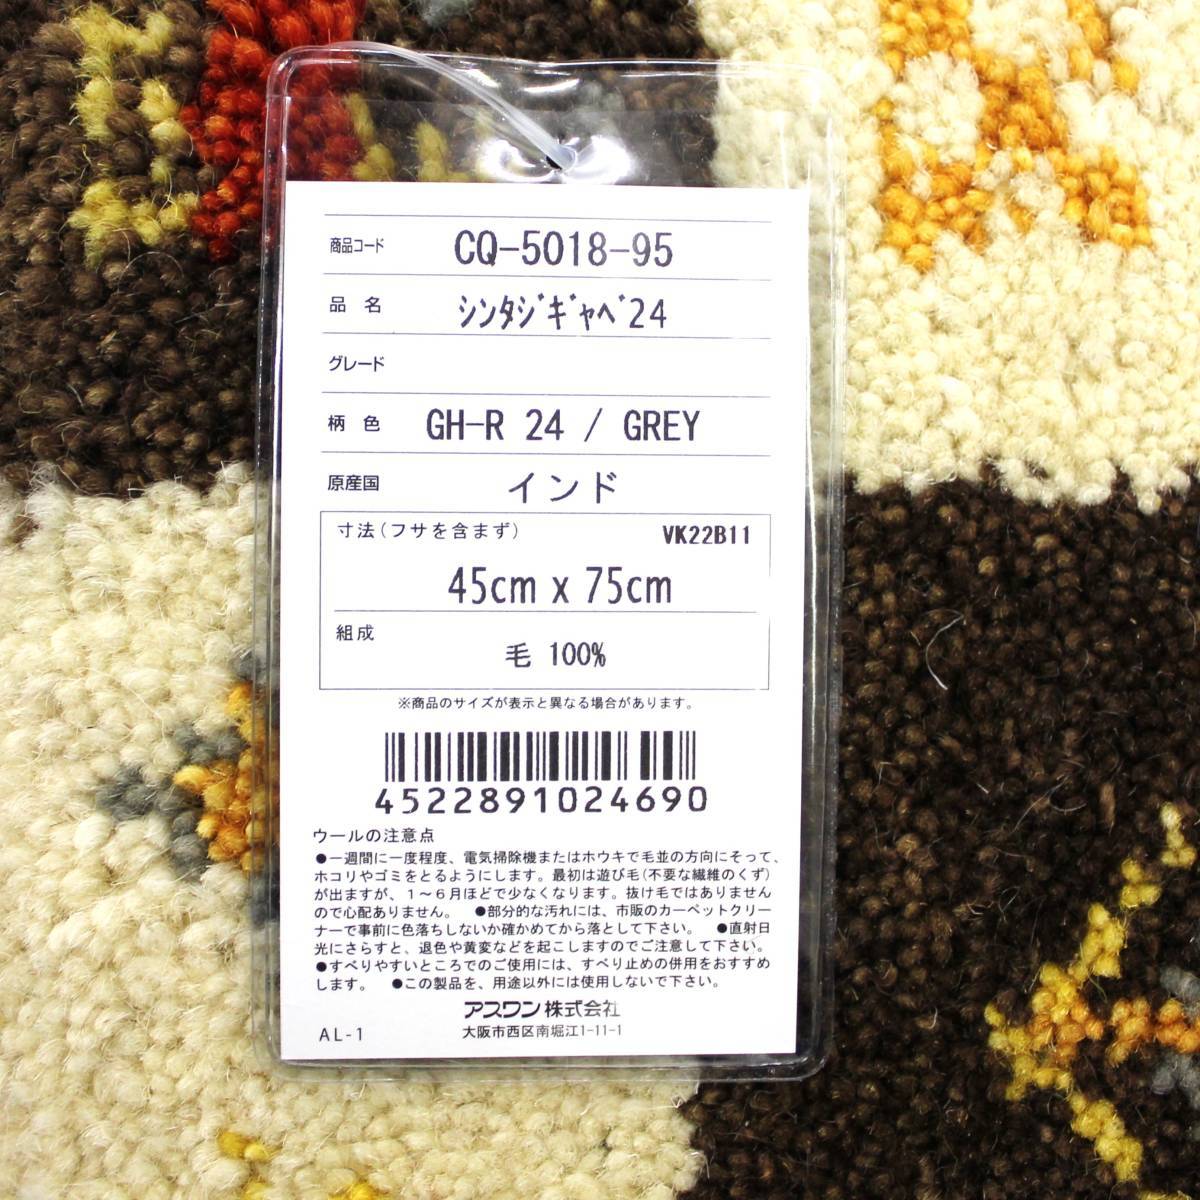 商品コード CQ-5018-95
品 名 ｼﾝﾀｼﾞｷﾞｬﾍﾞ24
グレード
柄 色 GH-R 24 / GREY
原産国 インド
寸法(フサを含まず) VK22B11
45cm x 75cm
組成
毛 100%
※商品のサイズが表示と異なる場合があります。
4522891024690
ウールの注意点
●一週間に一度程度、電気掃除機またはホウキで毛並の方向にそって、
ホコリやゴミをとるようにします。最初は遊び毛(不要な繊維のくず)
が出ますが、1〜6月ほどで少なくなります。抜け毛ではありません
ので心配ありません。 ●部分的な汚れには、市販のカーペットクリー
ナーで事前に色落ちしないか確かめてから落として下さい。 ●直射日
光にさらすと、退色や黄変などを起こしますのでご注意して下さい。
●すべりやすいところでのご使用には、すべり止めの併用をおすすめ
します。 ●この製品を、用途以外には使用しないで下さい。
アスワン株式会社
AL-1 大阪市西区南堀江1-11-1